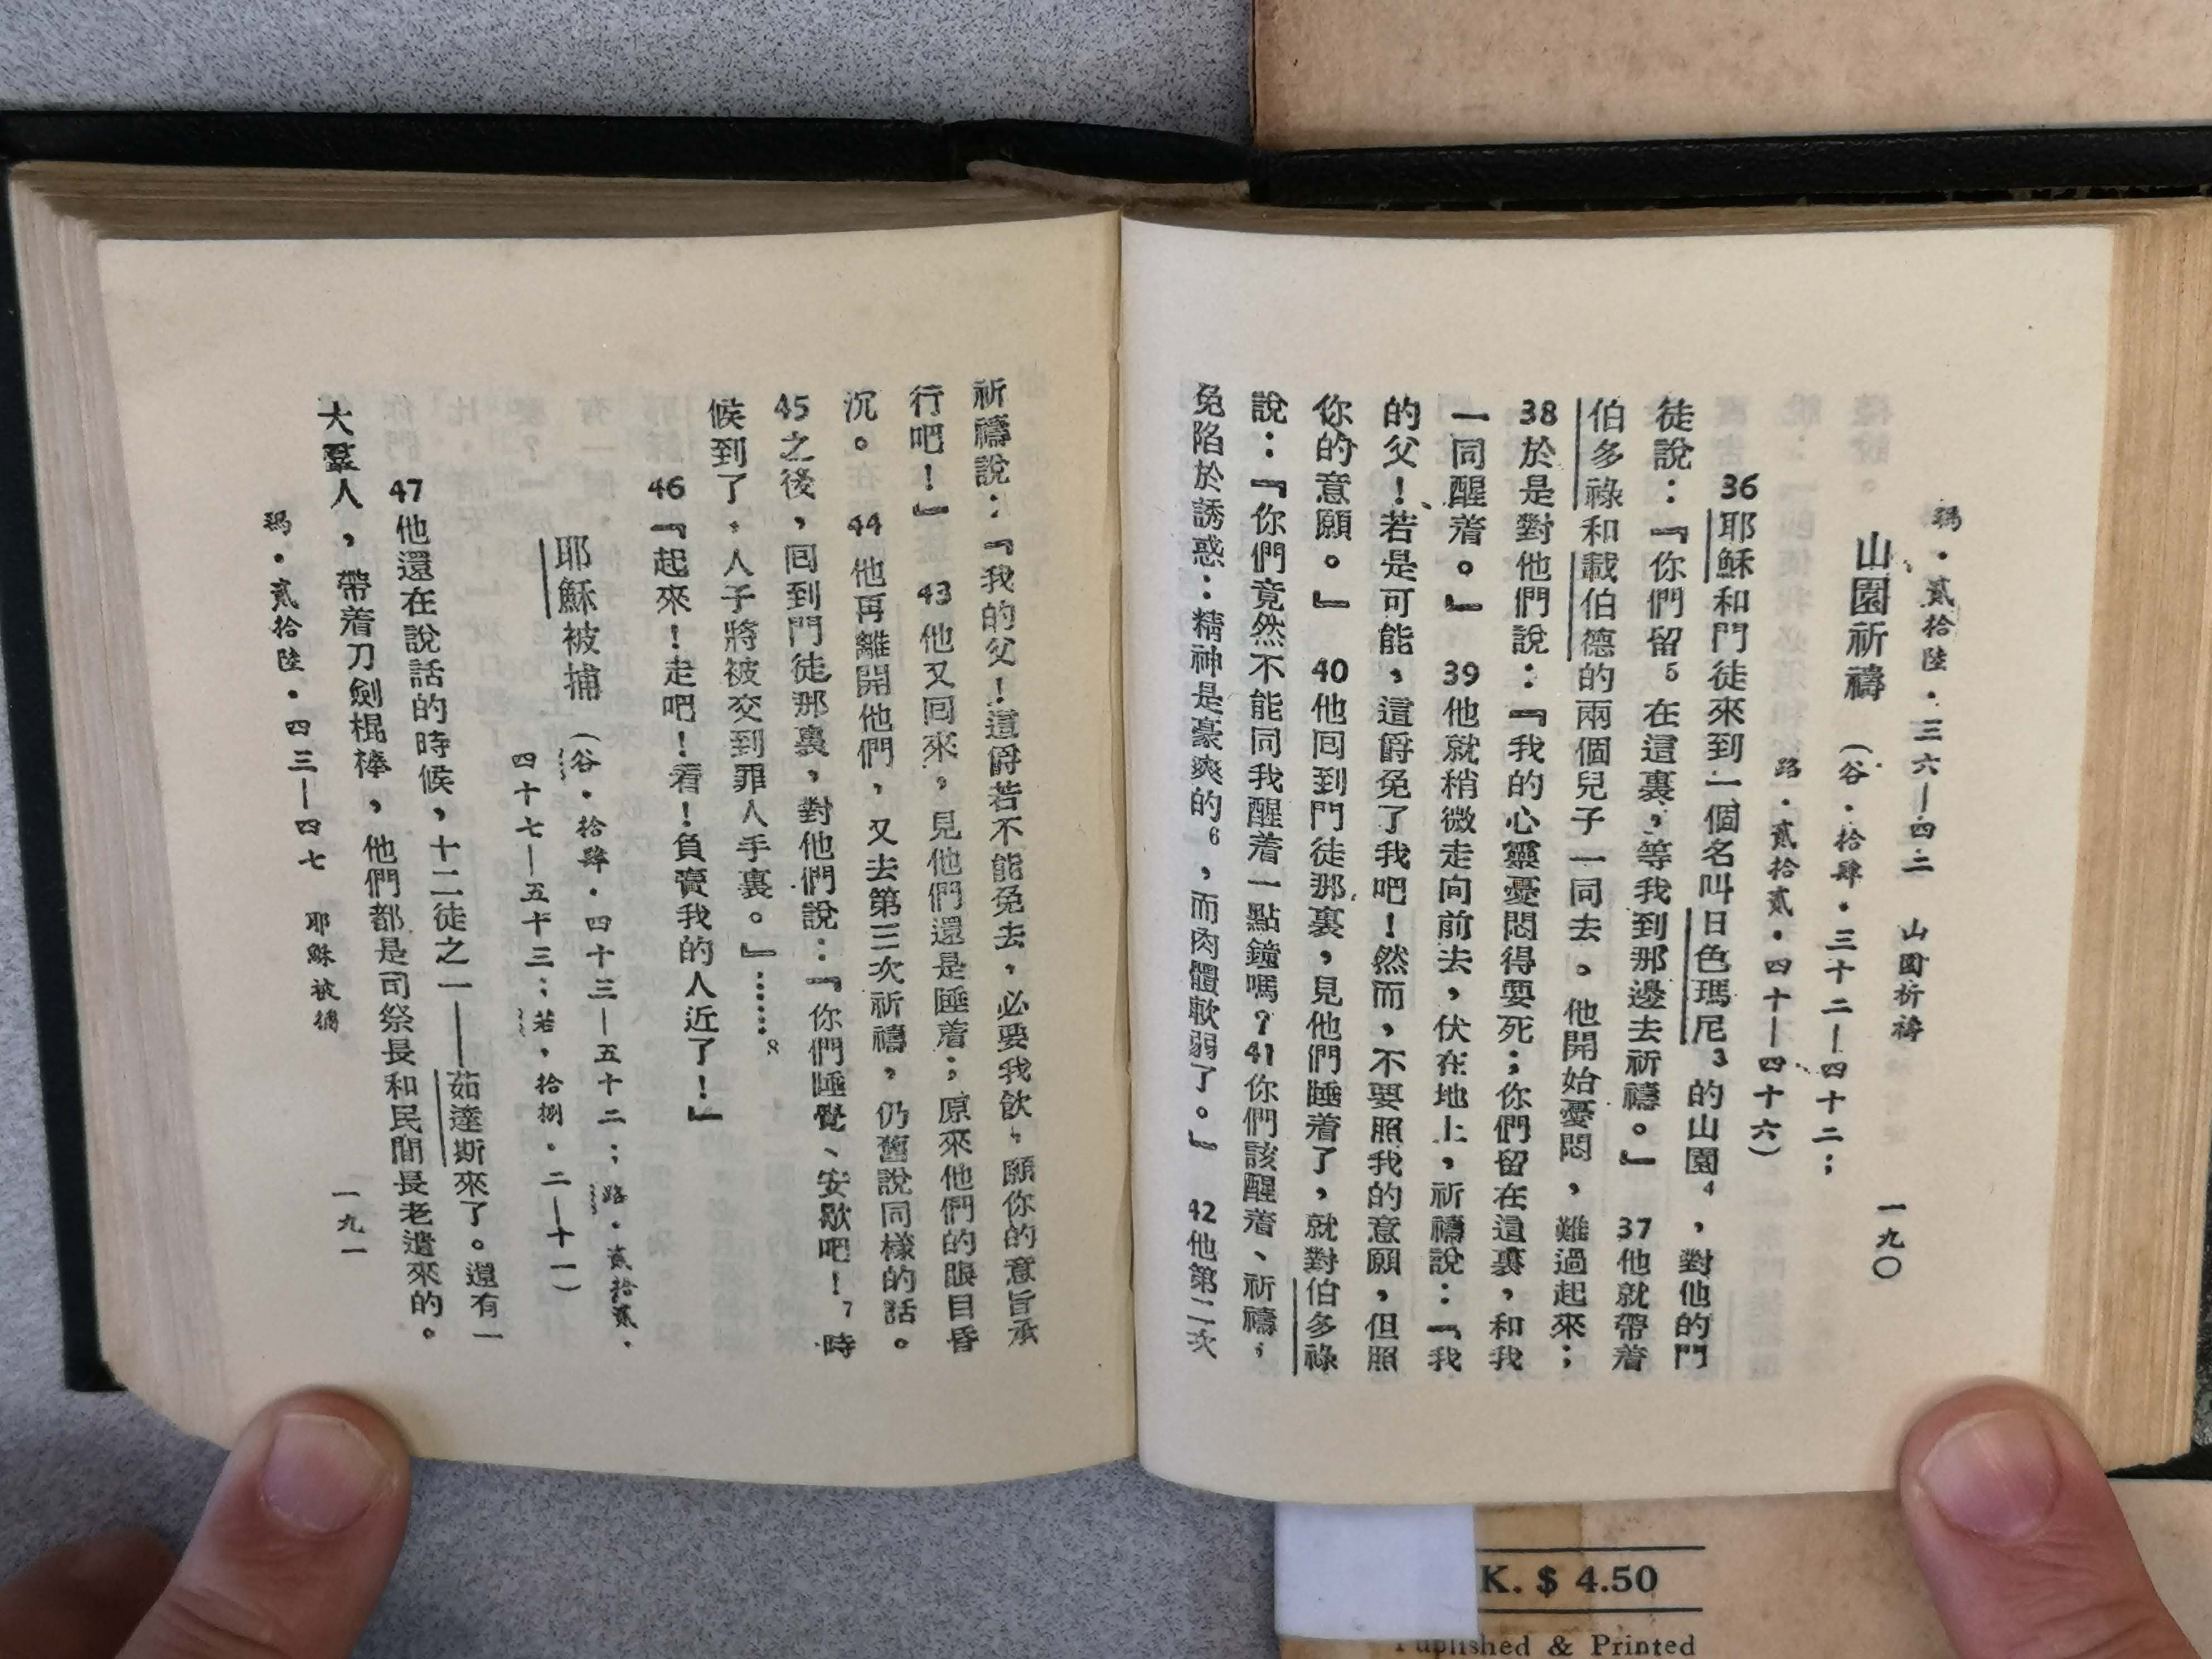 瑪．貳拾陸．三六—四二　山園祈禱　一九〇
山園祈禱　（谷．拾肆．三十二—四十二；
路．貳拾貳．四十—四十六）
36耶穌和門徒來到一個名叫日色瑪尼3的山園4，對他的門
徒說：『你們留5在這裏，等我到那邊去祈禱。』　37他就帶着
伯多祿和載伯德的兩個兒子一同去。他開始憂悶，難過起來；
38於是對他們說：『我的心靈憂悶得要死；你們留在這裏，和我
一同醒着。』　39他就稍微走向前去，伏在地上，祈禱說：『我
的父！若是可能，這爵免了我吧！然而，不要照我的意願，但照
你的意願。』　40他回到門徒那裏，見他們睡着了，就對伯多祿
說：『你們竟然不能同我醒着一點鐘嗎？41你們該醒着、祈禱，
免陷於誘惑：精神是豪爽的6，而肉體軟弱了。』　42他第二次
祈禱說：『我的父！這爵若不能免去，必要我飲，願你的意旨承
行吧！』　43他又回來，見他們還是睡着；原來他們的眼目昏
沉。　44他再離開他們，又去第三次祈禱，仍舊說同樣的話。
45之後，回到門徒那裏，對他們說：『你們睡覺、安歇吧！7時
候到了，人子將被交到罪人手裏。』……8
46『起來！走吧！看！負賣我的人近了！』
耶穌被捕　（谷．拾肆．四十三—五十二；路．貳拾貳．
四十七—五十三；若，拾捌．二—十一）
47他還在說話的時候，十二徒之一——茹達斯來了。還有一
大羣人，帶着刀劍棍棒，他們都是司祭長和民間長老遣來的。
瑪．貳拾陸．四三—四七　耶穌被捕　一九一
K. $ 4.50
Published & Printed